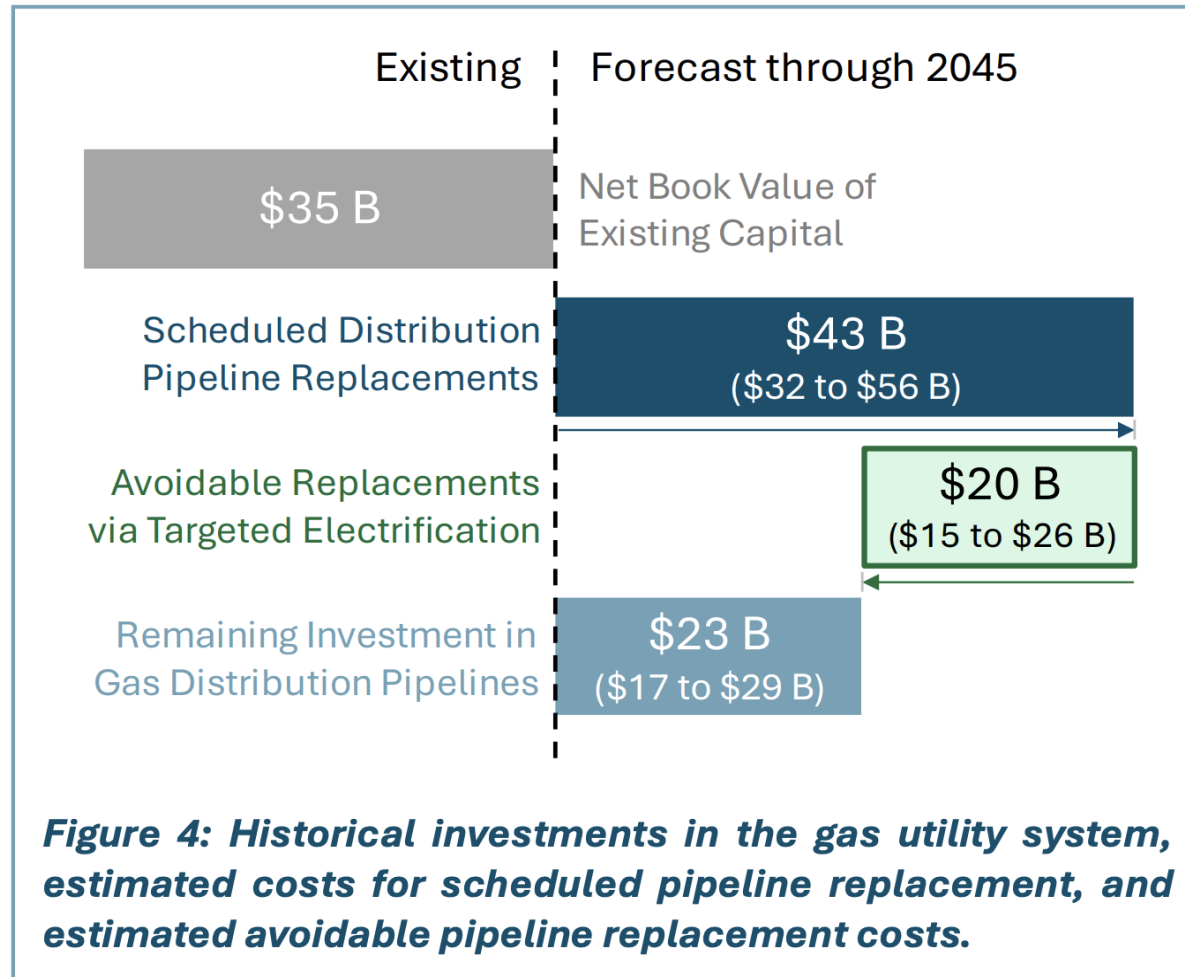 Existing
Forecast through 2045
$35 B
Net Book Value of
Existing Capital
Scheduled Distribution
Pipeline Replacements
$43 B
($32 to $56 B)
Avoidable Replacements
via Targeted Electrification
$20 B
($15 to $26 B)
Remaining Investment in
Gas Distribution Pipelines
$23 B
($17 to $29 B)
Figure 4: Historical investments in the gas utility system,
estimated costs for scheduled pipeline replacement, and
estimated avoidable pipeline replacement costs.